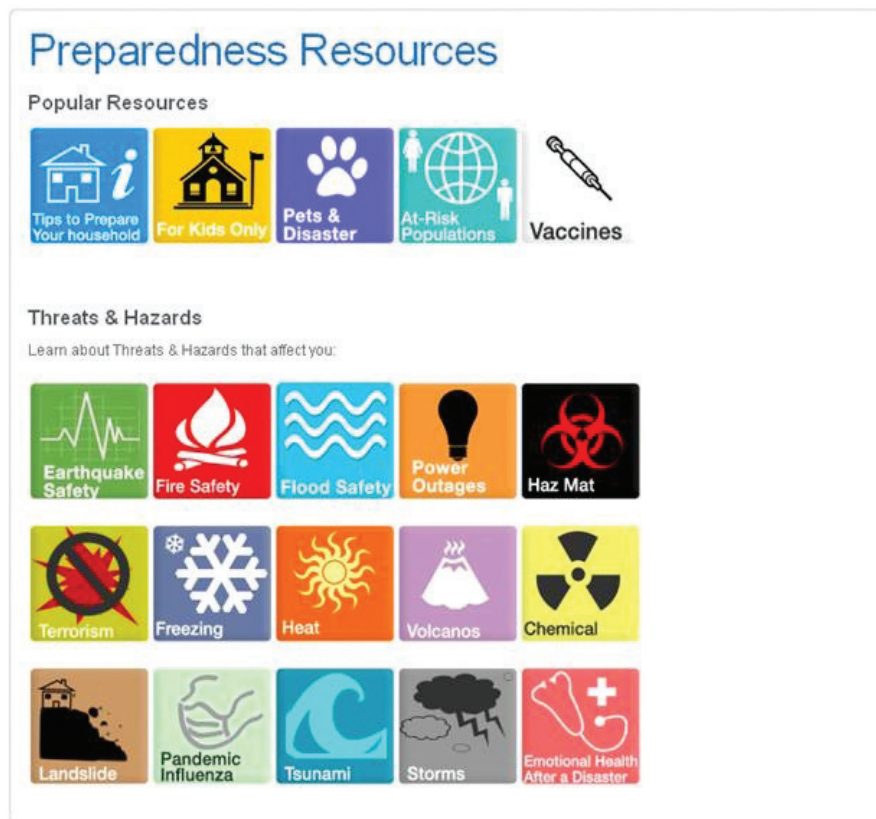 Preparedness Resources
Popular Resources
Tips to Prepare
Your household
For Kids Only
Pets &
Disaster
At-Risk
Populations
Vaccines
Threats & Hazards
Learn about Threats & Hazards that affect you:
Earthquake
Safety
Fire Safety
Flood Safety
Power
Outages
Haz Mat
Terrorism
Freezing
Heat
Volcanos
Chemical
Landslide
Pandemic
Influenza
Tsunami
Storms
Emotional Health
After a Disaster